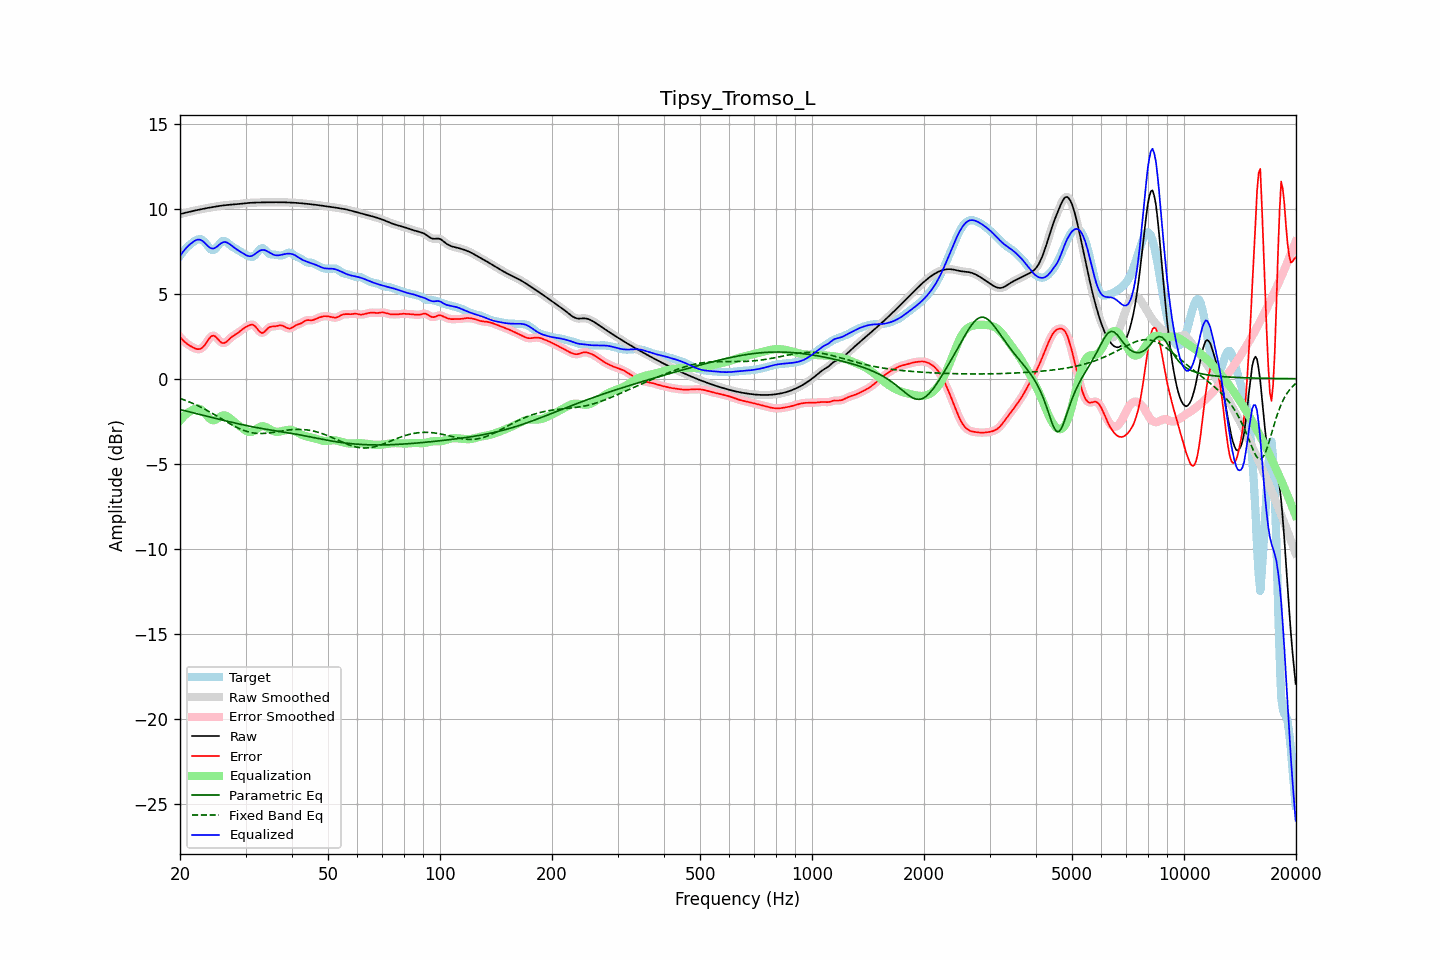 Tipsy_Tromso_L
15
10
5
0
−5
−10
−15
−20
−25
Amplitude (dBr)
Target
Raw Smoothed
Error Smoothed
Raw
Error
Equalization
Parametric Eq
Fixed Band Eq
Equalized
20 50 100 200 500 1000 2000 5000 10000 20000
Frequency (Hz)